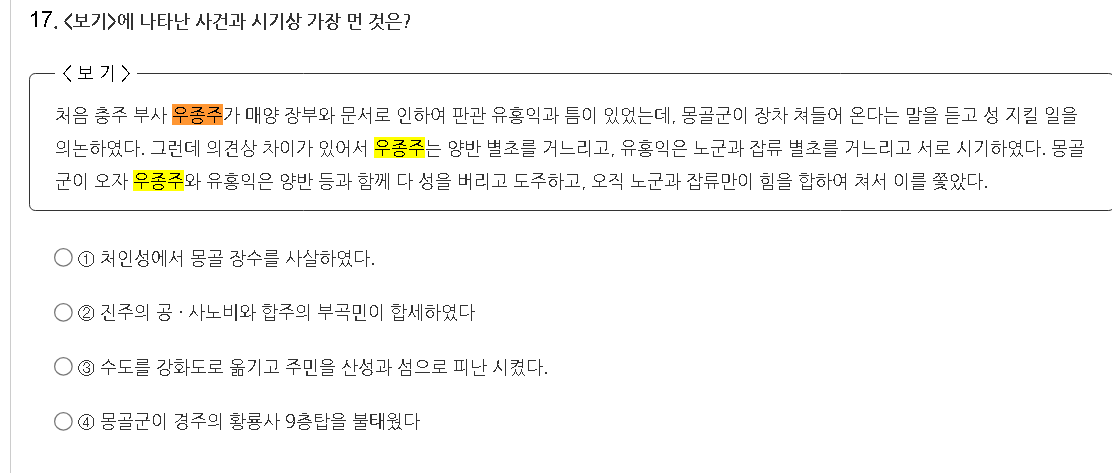 17. <보기>에 나타난 사건과 시기상 가장 먼 것은?
< 보 기 >
처음 충주 부사 우종주가 매양 장부와 문서로 인하여 판관 유홍익과 틈이 있었는데, 몽골군이 장차 쳐들어 온다는 말을 듣고 성 지킬 일을
의논하였다. 그런데 의견상 차이가 있어서 우종주는 양반 별초를 거느리고, 유홍익은 노군과 잡류 별초를 거느리고 서로 시기하였다. 몽골
군이 오자 우종주와 유홍익은 양반 등과 함께 다 성을 버리고 도주하고, 오직 노군과 잡류만이 힘을 합하여 쳐서 이를 쫓았다.
① 처인성에서 몽골 장수를 사살하였다.
② 진주의 공 · 사노비와 합주의 부곡민이 합세하였다
③ 수도를 강화도로 옮기고 주민을 산성과 섬으로 피난 시켰다.
④ 몽골군이 경주의 황룡사 9층탑을 불태웠다